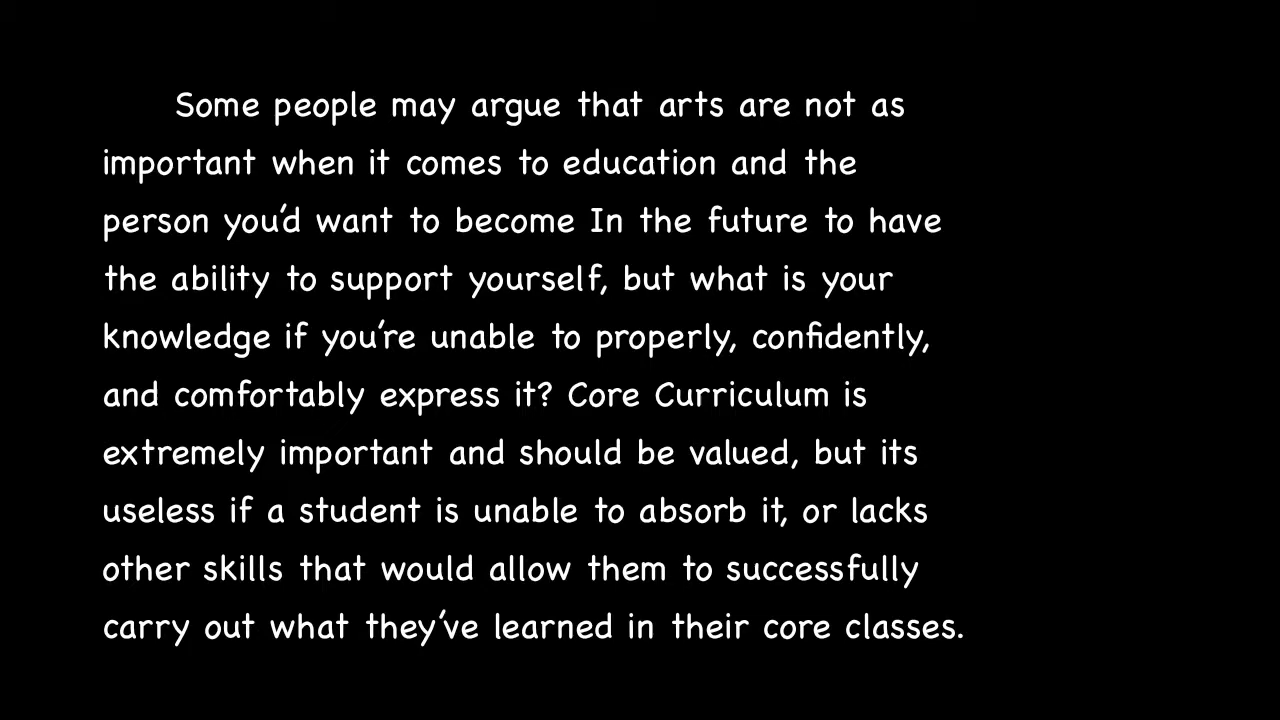 Some people may argue that arts are not as
important when it comes to education and the
person you'd want to become In the future to have
the ability to support yourself, but what is your
knowledge if you're unable to properly, confidently,
and comfortably express it? Core Curriculum is
extremely important and should be valued, but its
useless if a student is unable to absorb it, or lacks
other skills that would allow them to successfully
carry out what they've learned in their core classes.